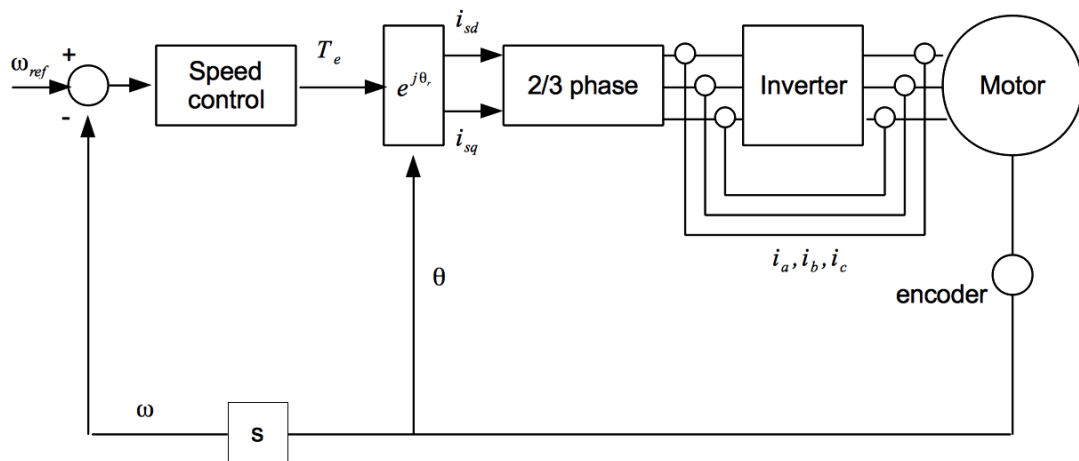 ω_ref
+
-
Speed
control
T_e
e^{jθ_r}
i_sd
i_sq
2/3 phase
Inverter
Motor
i_a, i_b, i_c
encoder
θ
ω
s